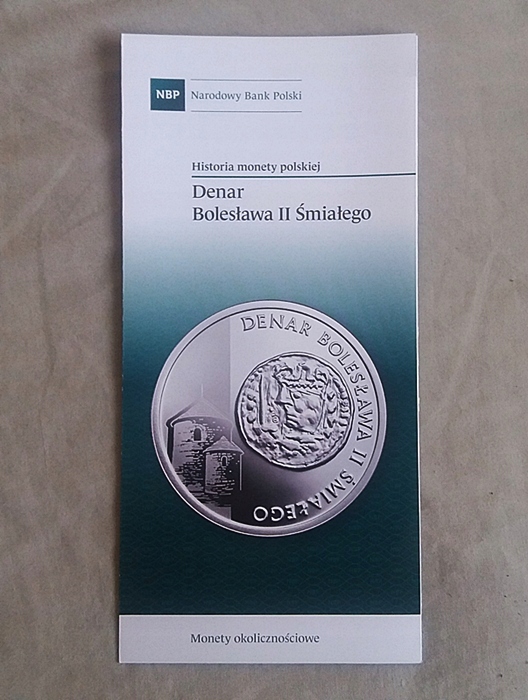 NBP
Narodowy Bank Polski
Historia monety polskiej
Denar
Bolesława II Śmiałego
DENAR BOLESŁAWA II ŚMIAŁEGO
Monety okolicznościowe